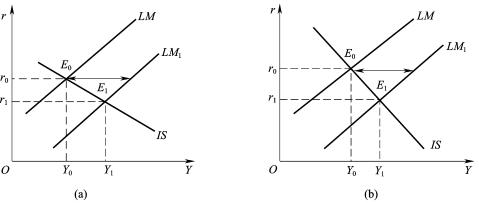 r
LM
LM₁
E₀
r₀
E₁
r₁
IS
O
Y₀
Y₁
Y
(a)
r
LM
LM₁
E₀
r₀
E₁
r₁
IS
O
Y₀
Y₁
Y
(b)